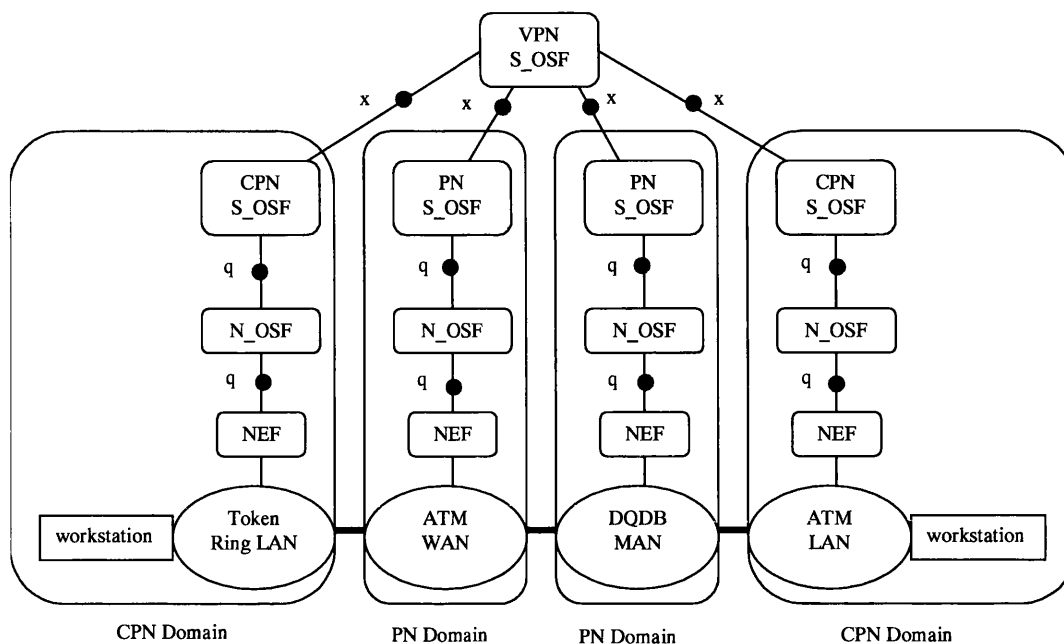 VPN
S_OSF
x
x
x
x
CPN
S_OSF
PN
S_OSF
PN
S_OSF
CPN
S_OSF
q
q
q
q
N_OSF
N_OSF
N_OSF
N_OSF
q
q
q
q
NEF
NEF
NEF
NEF
workstation
Token
Ring LAN
ATM
WAN
DQDB
MAN
ATM
LAN
workstation
CPN Domain
PN Domain
PN Domain
CPN Domain